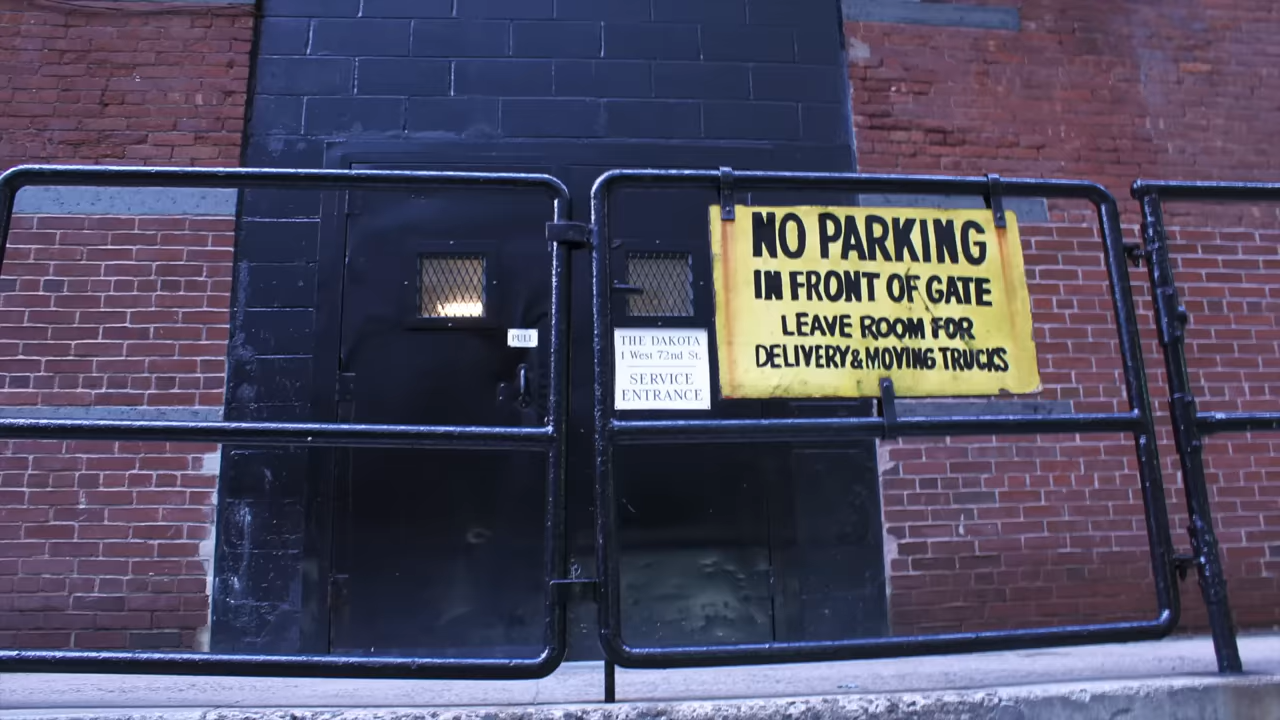 NO PARKING
IN FRONT OF GATE
LEAVE ROOM FOR
DELIVERY & MOVING TRUCKS
PULL
THE DAKOTA
1 West 72nd St.
SERVICE
ENTRANCE